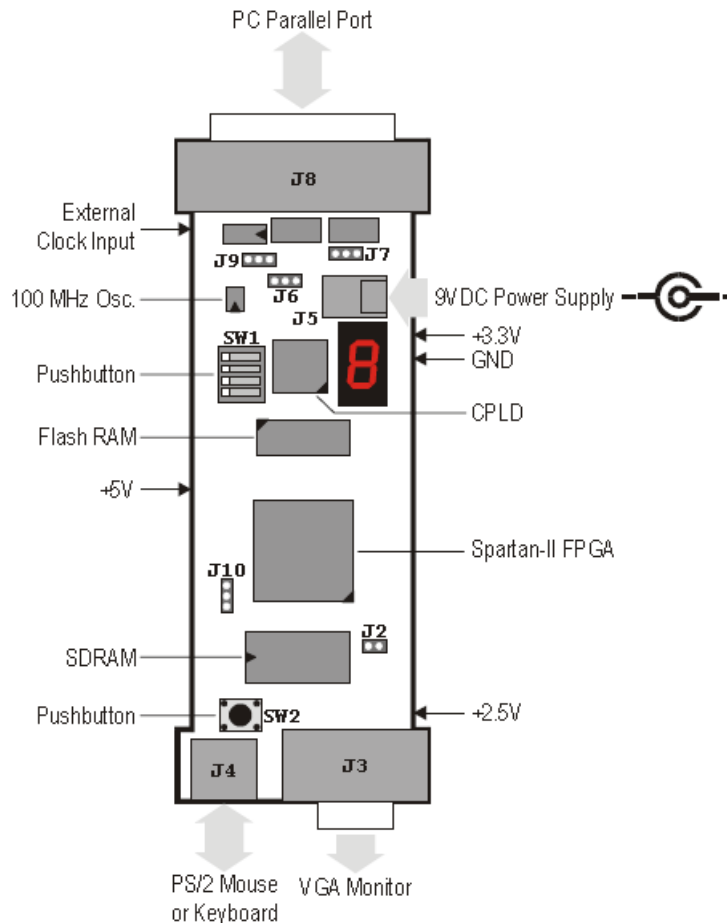 PC Parallel Port
J8
External
Clock Input
J9
J7
J6
100 MHz Osc.
9V DC Power Supply
J5
+3.3V
SW1
GND
Pushbutton
8
CPLD
Flash RAM
+5V
Spartan-II FPGA
J10
J2
SDRAM
Pushbutton
SW2
+2.5V
J4
J3
PS/2 Mouse
or Keyboard
VGA Monitor